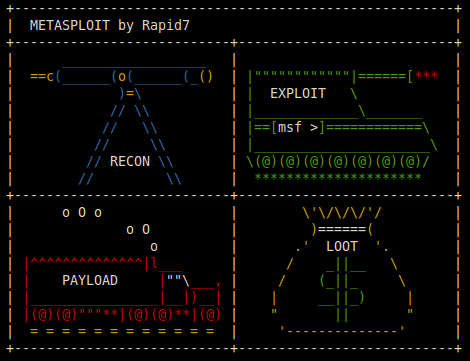 METASPLOIT by Rapid7
RECON
EXPLOIT
[msf >]
PAYLOAD
LOOT